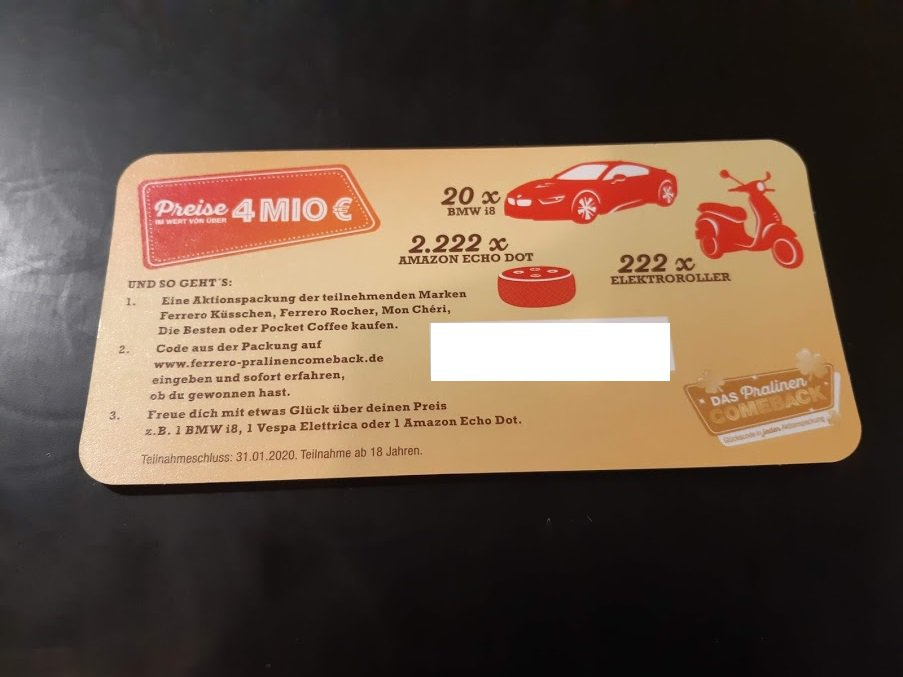 Preise
IM WERT VON ÜBER
4 MIO €
20 x
BMW i8
2.222 x
AMAZON ECHO DOT
222 x
ELEKTROROLLER
UND SO GEHT´S:
1. Eine Aktionspackung der teilnehmenden Marken
Ferrero Küsschen, Ferrero Rocher, Mon Chéri,
Die Besten oder Pocket Coffee kaufen.
2. Code aus der Packung auf
www.ferrero-pralinencomeback.de
eingeben und sofort erfahren,
ob du gewonnen hast.
3. Freue dich mit etwas Glück über deinen Preis
z.B. 1 BMW i8, 1 Vespa Elettrica oder 1 Amazon Echo Dot.
Teilnahmeschluss: 31.01.2020. Teilnahme ab 18 Jahren.
DAS Pralinen
COMEBACK
Glückscode in jeder Aktionspackung